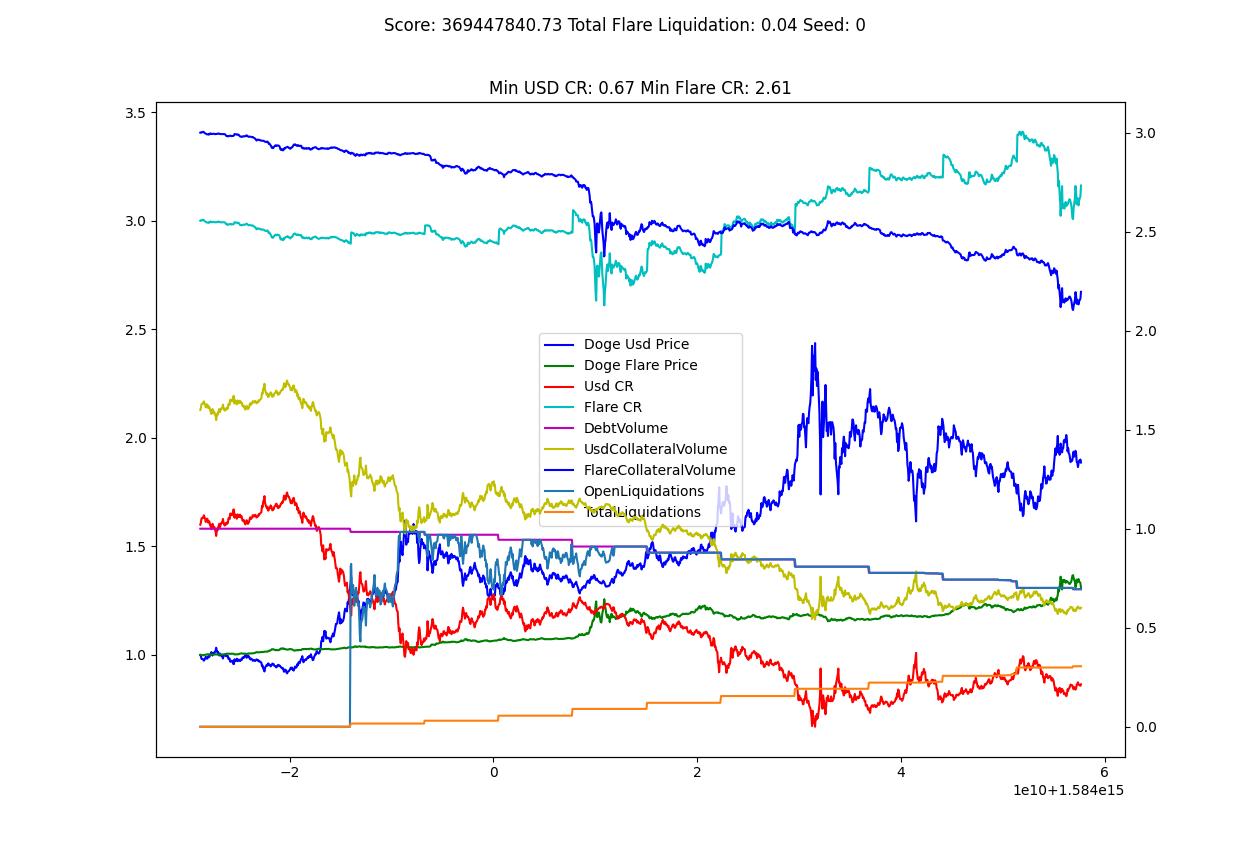 Score: 369447840.73 Total Flare Liquidation: 0.04 Seed: 0
Min USD CR: 0.67 Min Flare CR: 2.61
3.5
3.0
2.5
2.0
1.5
1.0
3.0
2.5
2.0
1.5
1.0
0.5
0.0
Doge Usd Price
Doge Flare Price
Usd CR
Flare CR
DebtVolume
UsdCollateralVolume
FlareCollateralVolume
OpenLiquidations
TotalLiquidations
−2 0 2 4 6
1e10+1.584e15